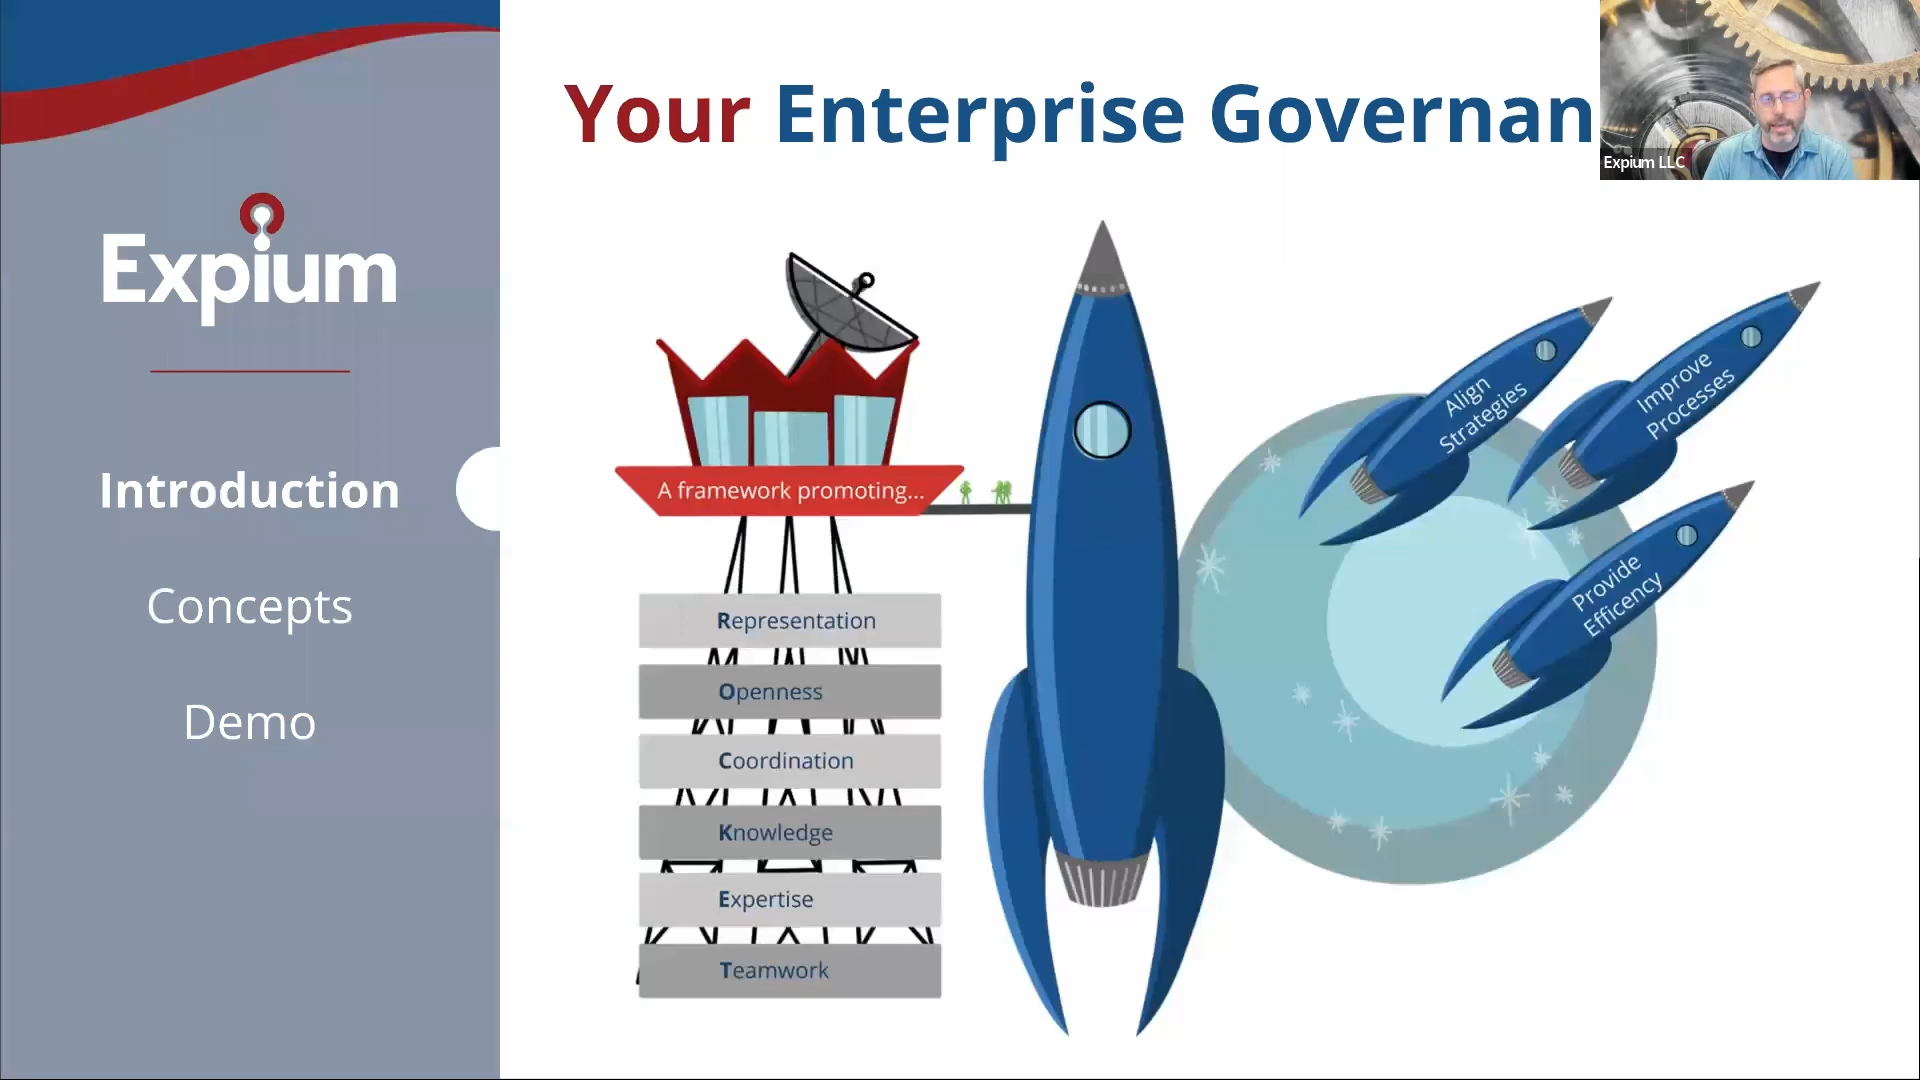 Your Enterprise Governan
Expium LLC
Expium
Introduction
Concepts
Demo
A framework promoting...
Representation
Openness
Coordination
Knowledge
Expertise
Teamwork
Align
Strategies
Improve
Processes
Provide
Efficency